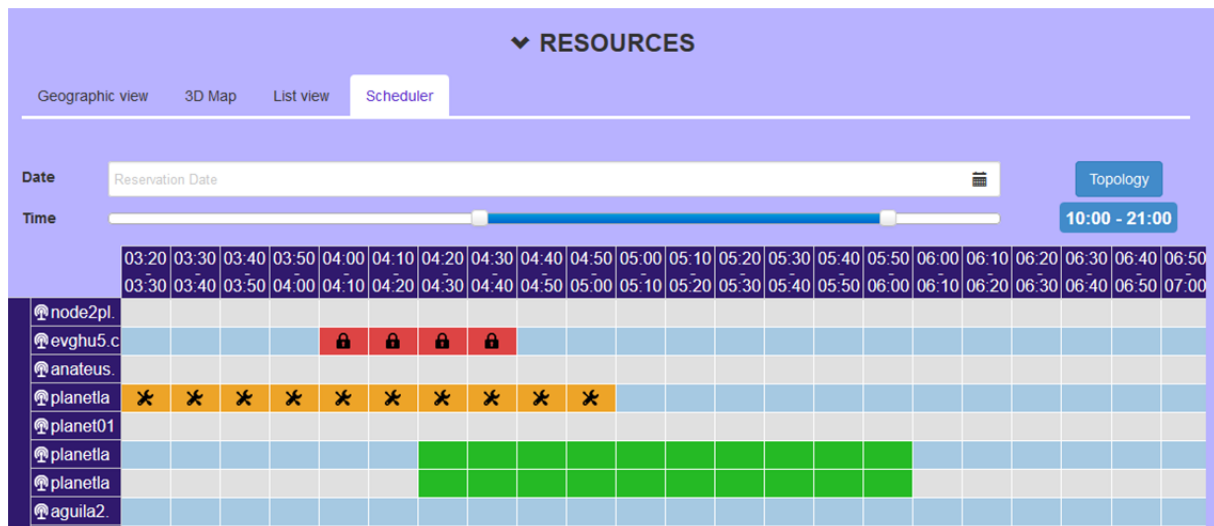 RESOURCES
Geographic view 3D Map List view Scheduler
Date Reservation Date Topology
Time 10:00 - 21:00
03:20 03:30 03:40 03:50 04:00 04:10 04:20 04:30 04:40 04:50 05:00 05:10 05:20 05:30 05:40 05:50 06:00 06:10 06:20 06:30 06:40 06:50
- - - - - - - - - - - - - - - - - - - - - -
03:30 03:40 03:50 04:00 04:10 04:20 04:30 04:40 04:50 05:00 05:10 05:20 05:30 05:40 05:50 06:00 06:10 06:20 06:30 06:40 06:50 07:00
node2pl.
evghu5.c
anateus.
planetla
planet01
planetla
planetla
aguila2.